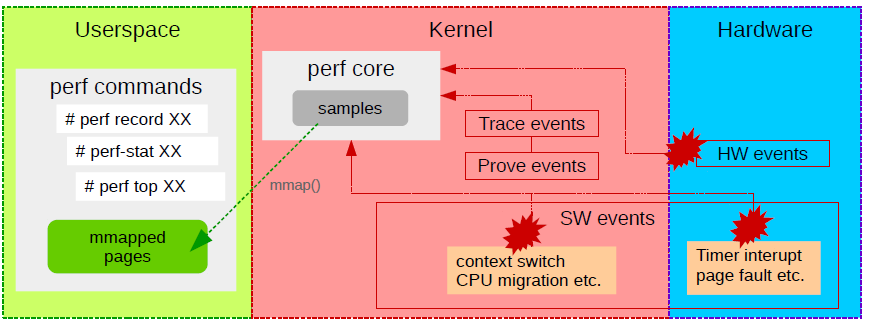 Userspace
Kernel
Hardware
perf commands
# perf record XX
# perf-stat XX
# perf top XX
mmapped
pages
perf core
samples
mmap()
Trace events
Prove events
HW events
SW events
context switch
CPU migration etc.
Timer interupt
page fault etc.